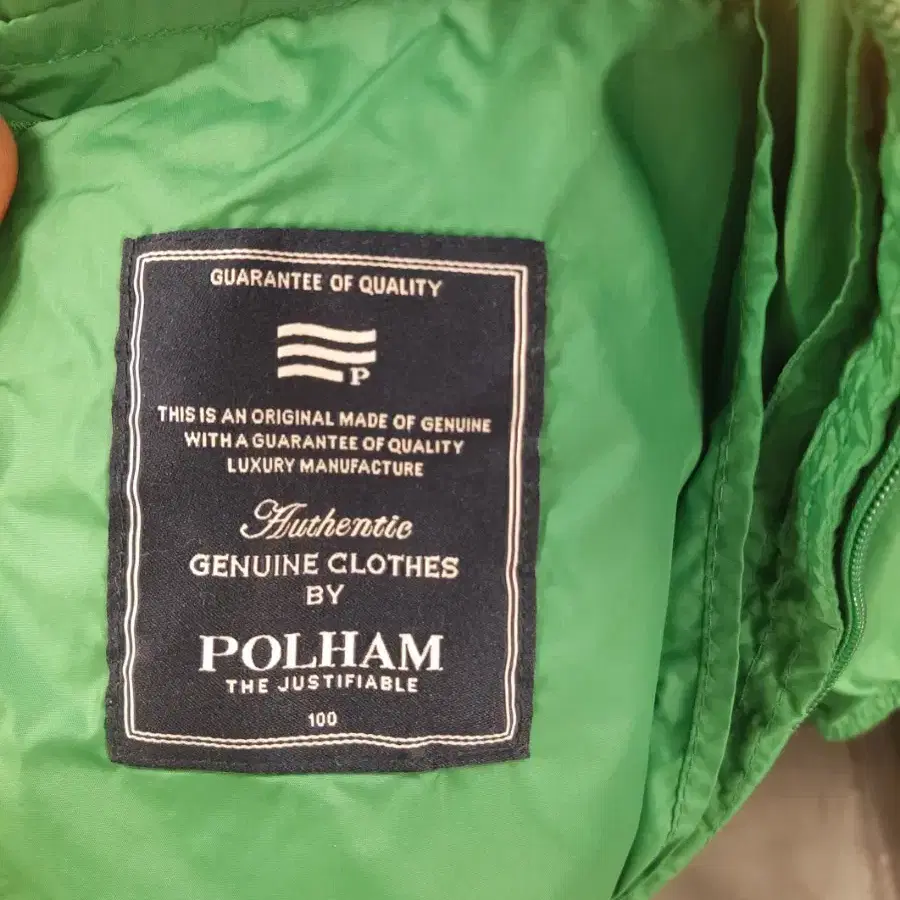 GUARANTEE OF QUALITY
P
THIS IS AN ORIGINAL MADE OF GENUINE
WITH A GUARANTEE OF QUALITY
LUXURY MANUFACTURE
Authentic
GENUINE CLOTHES
BY
POLHAM
THE JUSTIFIABLE
100